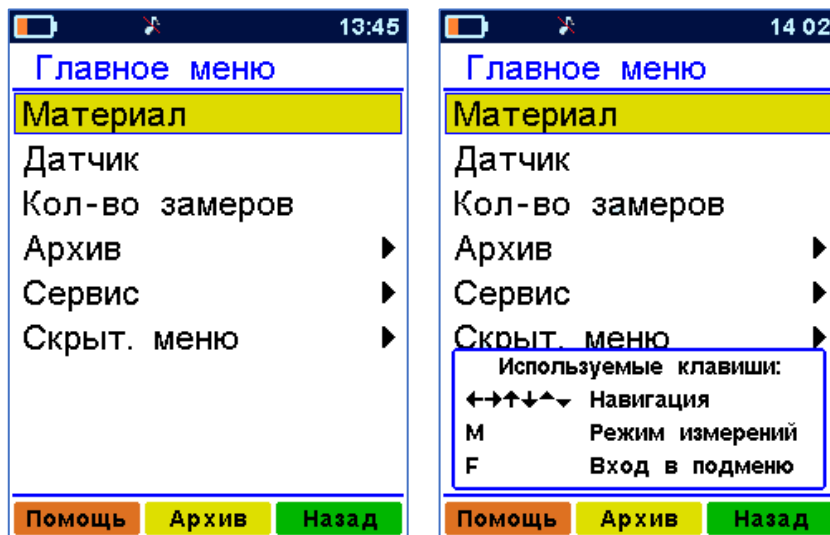 13:45
Главное меню
Материал
Датчик
Кол-во замеров
Архив
Сервис
Скрыт. меню
Помощь Архив Назад
14 02
Главное меню
Материал
Датчик
Кол-во замеров
Архив
Сервис
Скрыт. меню
Используемые клавиши:
←→↑↓⏶⏷ Навигация
М Режим измерений
F Вход в подменю
Помощь Архив Назад